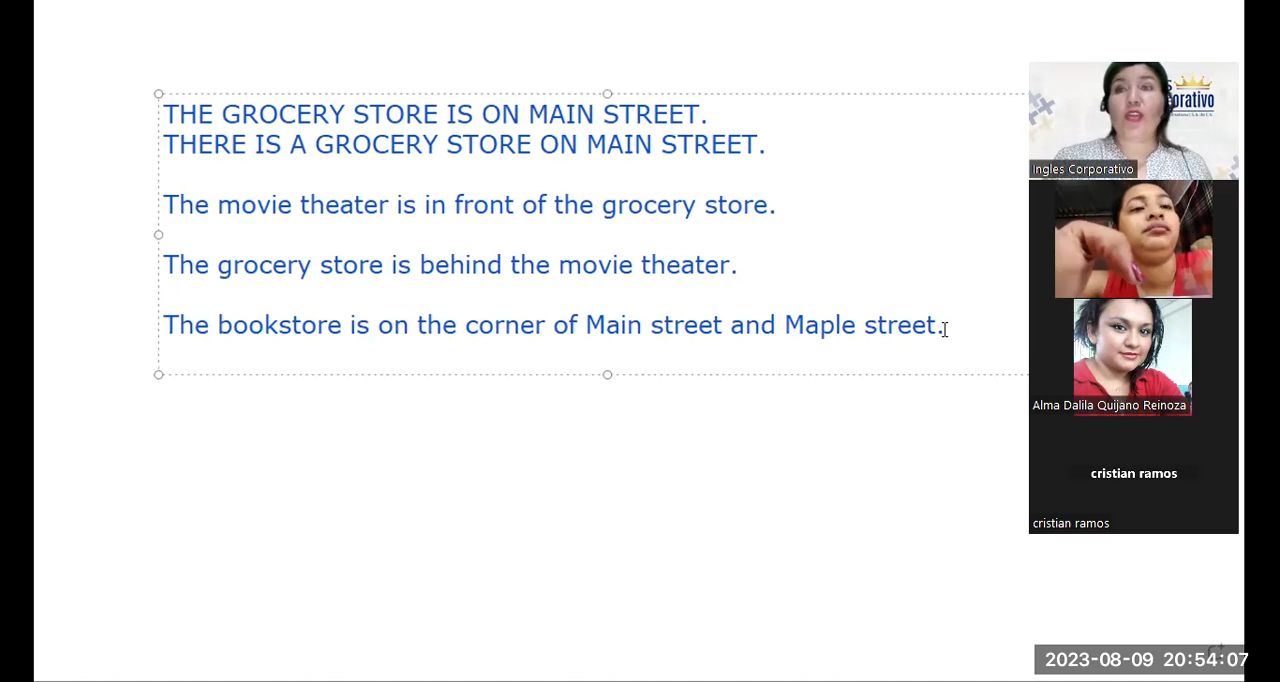 THE GROCERY STORE IS ON MAIN STREET.
THERE IS A GROCERY STORE ON MAIN STREET.
The movie theater is in front of the grocery store.
The grocery store is behind the movie theater.
The bookstore is on the corner of Main street and Maple street.
orativo
Ingles Corporativo
Alma Dalila Quijano Reinoza
cristian ramos
cristian ramos
2023-08-09 20:54:07